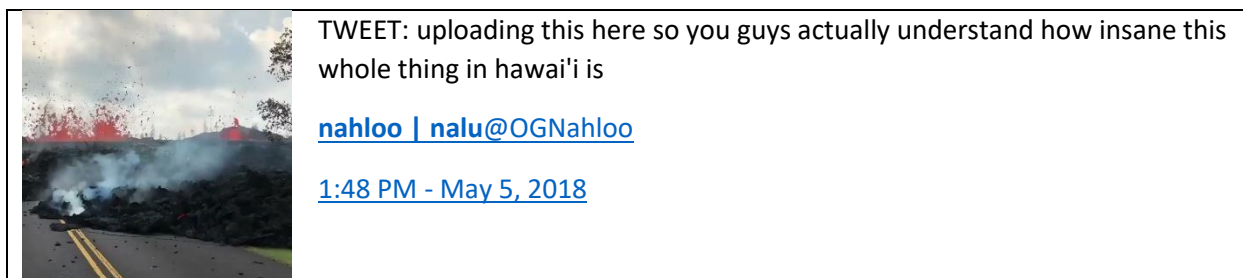 TWEET: uploading this here so you guys actually understand how insane this
whole thing in hawai'i is
nahloo | nalu@OGNahloo
1:48 PM - May 5, 2018